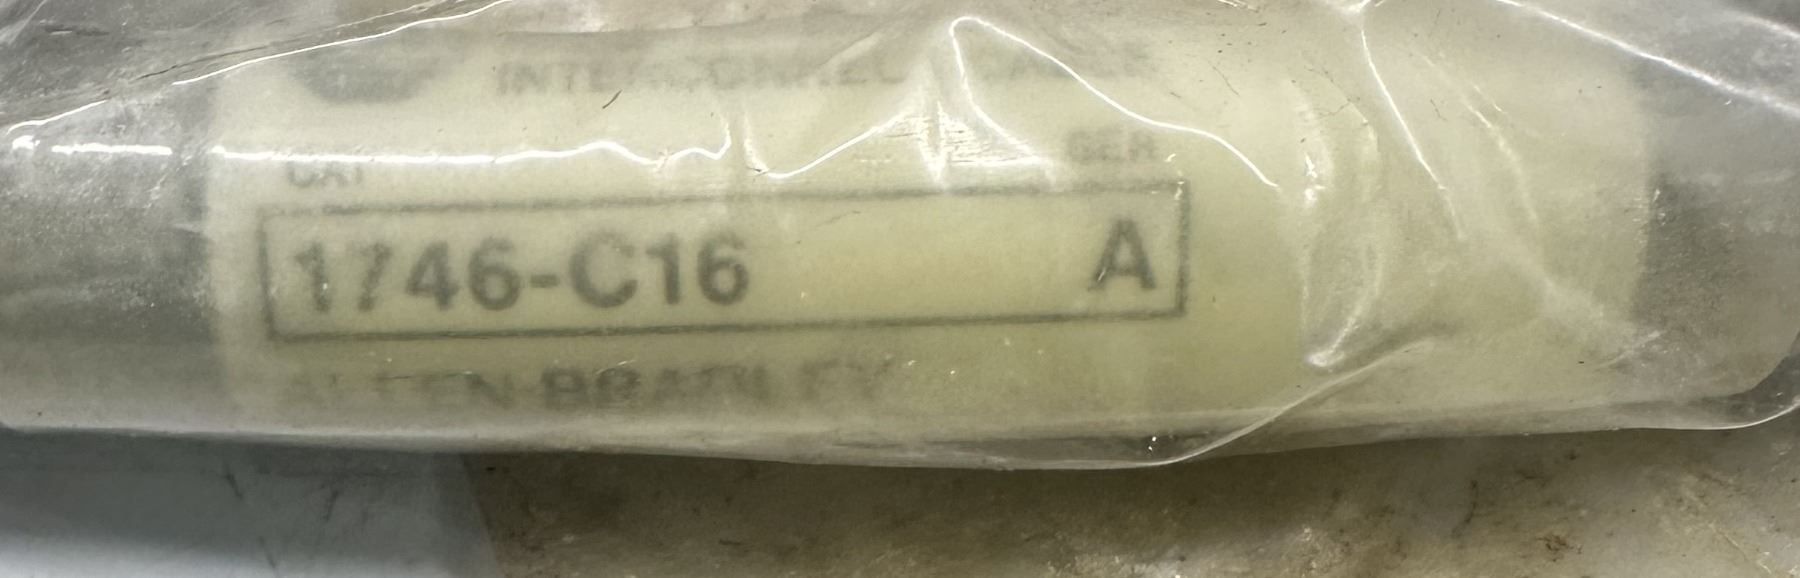 INTERCONNECT CABLE
CAT SER
1746-C16 A
ALLEN-BRADLEY